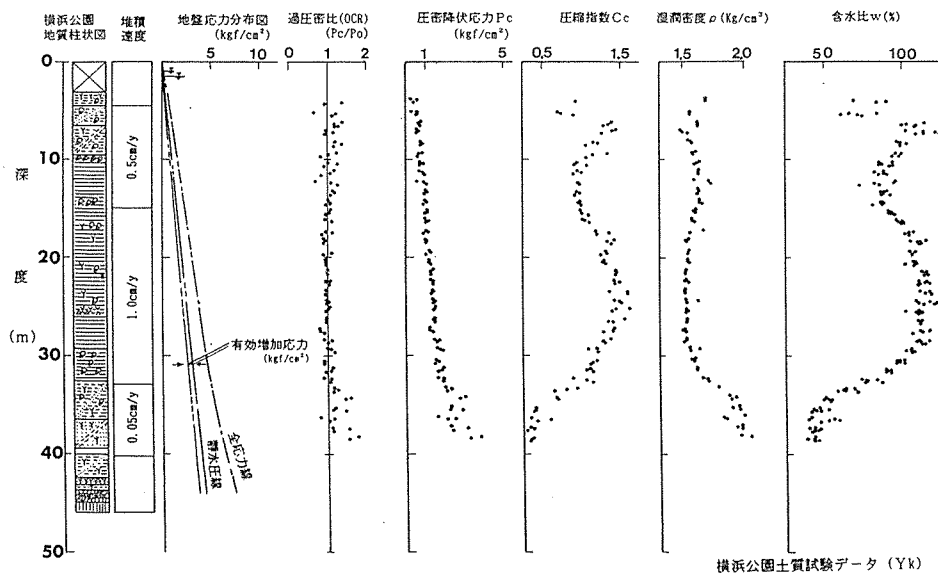 横浜公園
地質柱状図
堆積
速度
地盤応力分布図
(kgf/cm²)
過圧密比(OCR)
(Pc/Po)
圧密降伏応力Pc
(kgf/cm²)
圧縮指数Cc
湿潤密度ρ(Kg/cm³)
含水比w(%)
5 10
0 1 2
1 5
0,5 1,5
1,5 2,0
50 100
0
10
20
30
40
50
深
度
(m)
0.5cm/y
1.0cm/y
0.05cm/y
有効増加応力
(kgf/cm²)
全応力線
静水圧線
横浜公園土質試験データ(Yk)